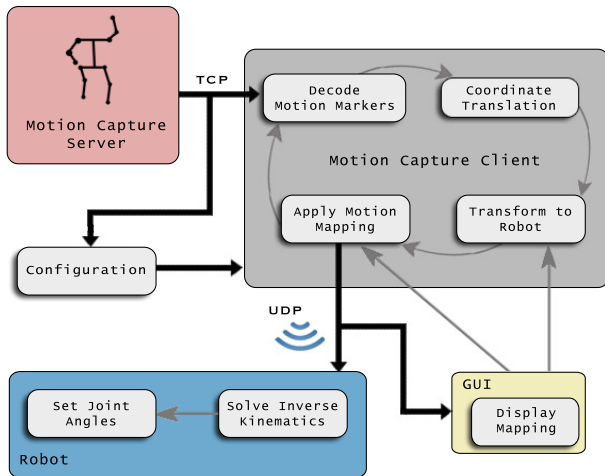 Motion Capture
Server
TCP
Decode
Motion Markers
Coordinate
Translation
Motion Capture Client
Apply Motion
Mapping
Transform to
Robot
Configuration
UDP
GUI
Display
Mapping
Set Joint
Angles
Solve Inverse
Kinematics
Robot